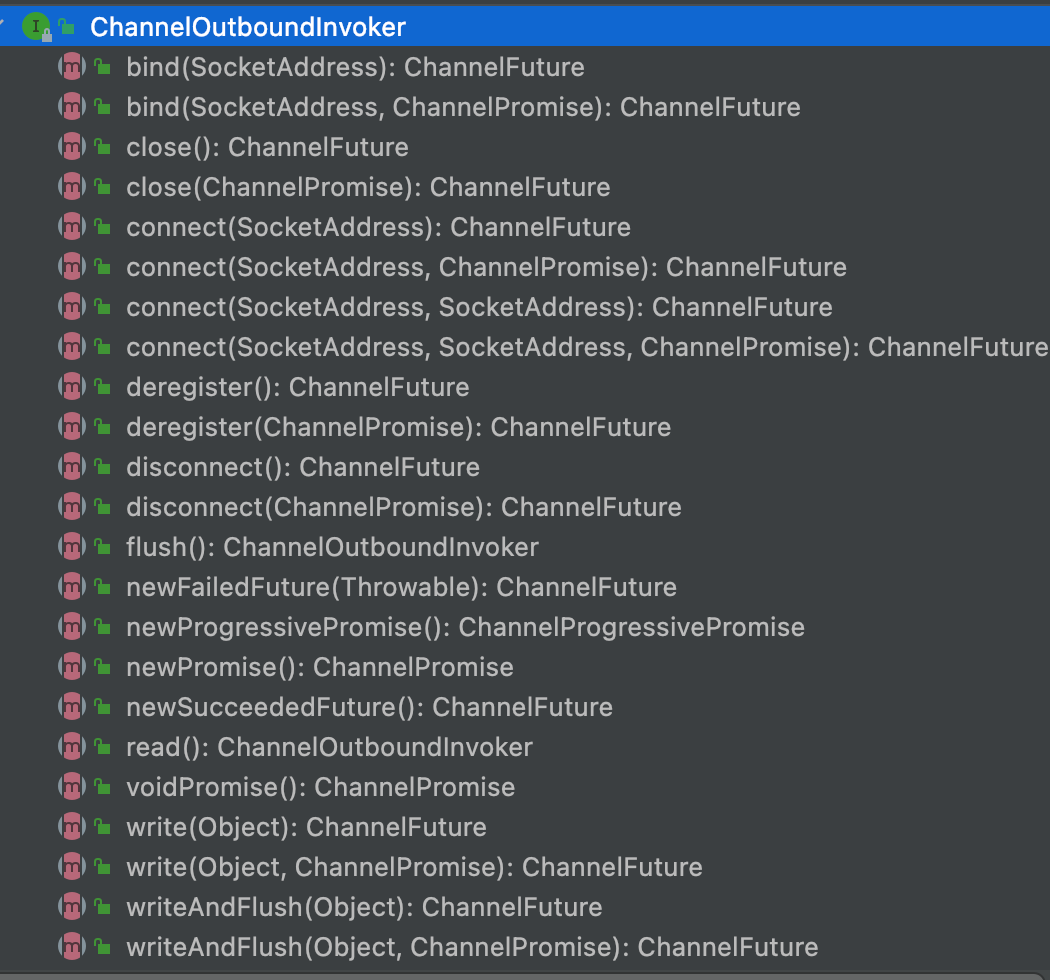 ChannelOutboundInvoker
bind(SocketAddress): ChannelFuture
bind(SocketAddress, ChannelPromise): ChannelFuture
close(): ChannelFuture
close(ChannelPromise): ChannelFuture
connect(SocketAddress): ChannelFuture
connect(SocketAddress, ChannelPromise): ChannelFuture
connect(SocketAddress, SocketAddress): ChannelFuture
connect(SocketAddress, SocketAddress, ChannelPromise): ChannelFuture
deregister(): ChannelFuture
deregister(ChannelPromise): ChannelFuture
disconnect(): ChannelFuture
disconnect(ChannelPromise): ChannelFuture
flush(): ChannelOutboundInvoker
newFailedFuture(Throwable): ChannelFuture
newProgressivePromise(): ChannelProgressivePromise
newPromise(): ChannelPromise
newSucceededFuture(): ChannelFuture
read(): ChannelOutboundInvoker
voidPromise(): ChannelPromise
write(Object): ChannelFuture
write(Object, ChannelPromise): ChannelFuture
writeAndFlush(Object): ChannelFuture
writeAndFlush(Object, ChannelPromise): ChannelFuture